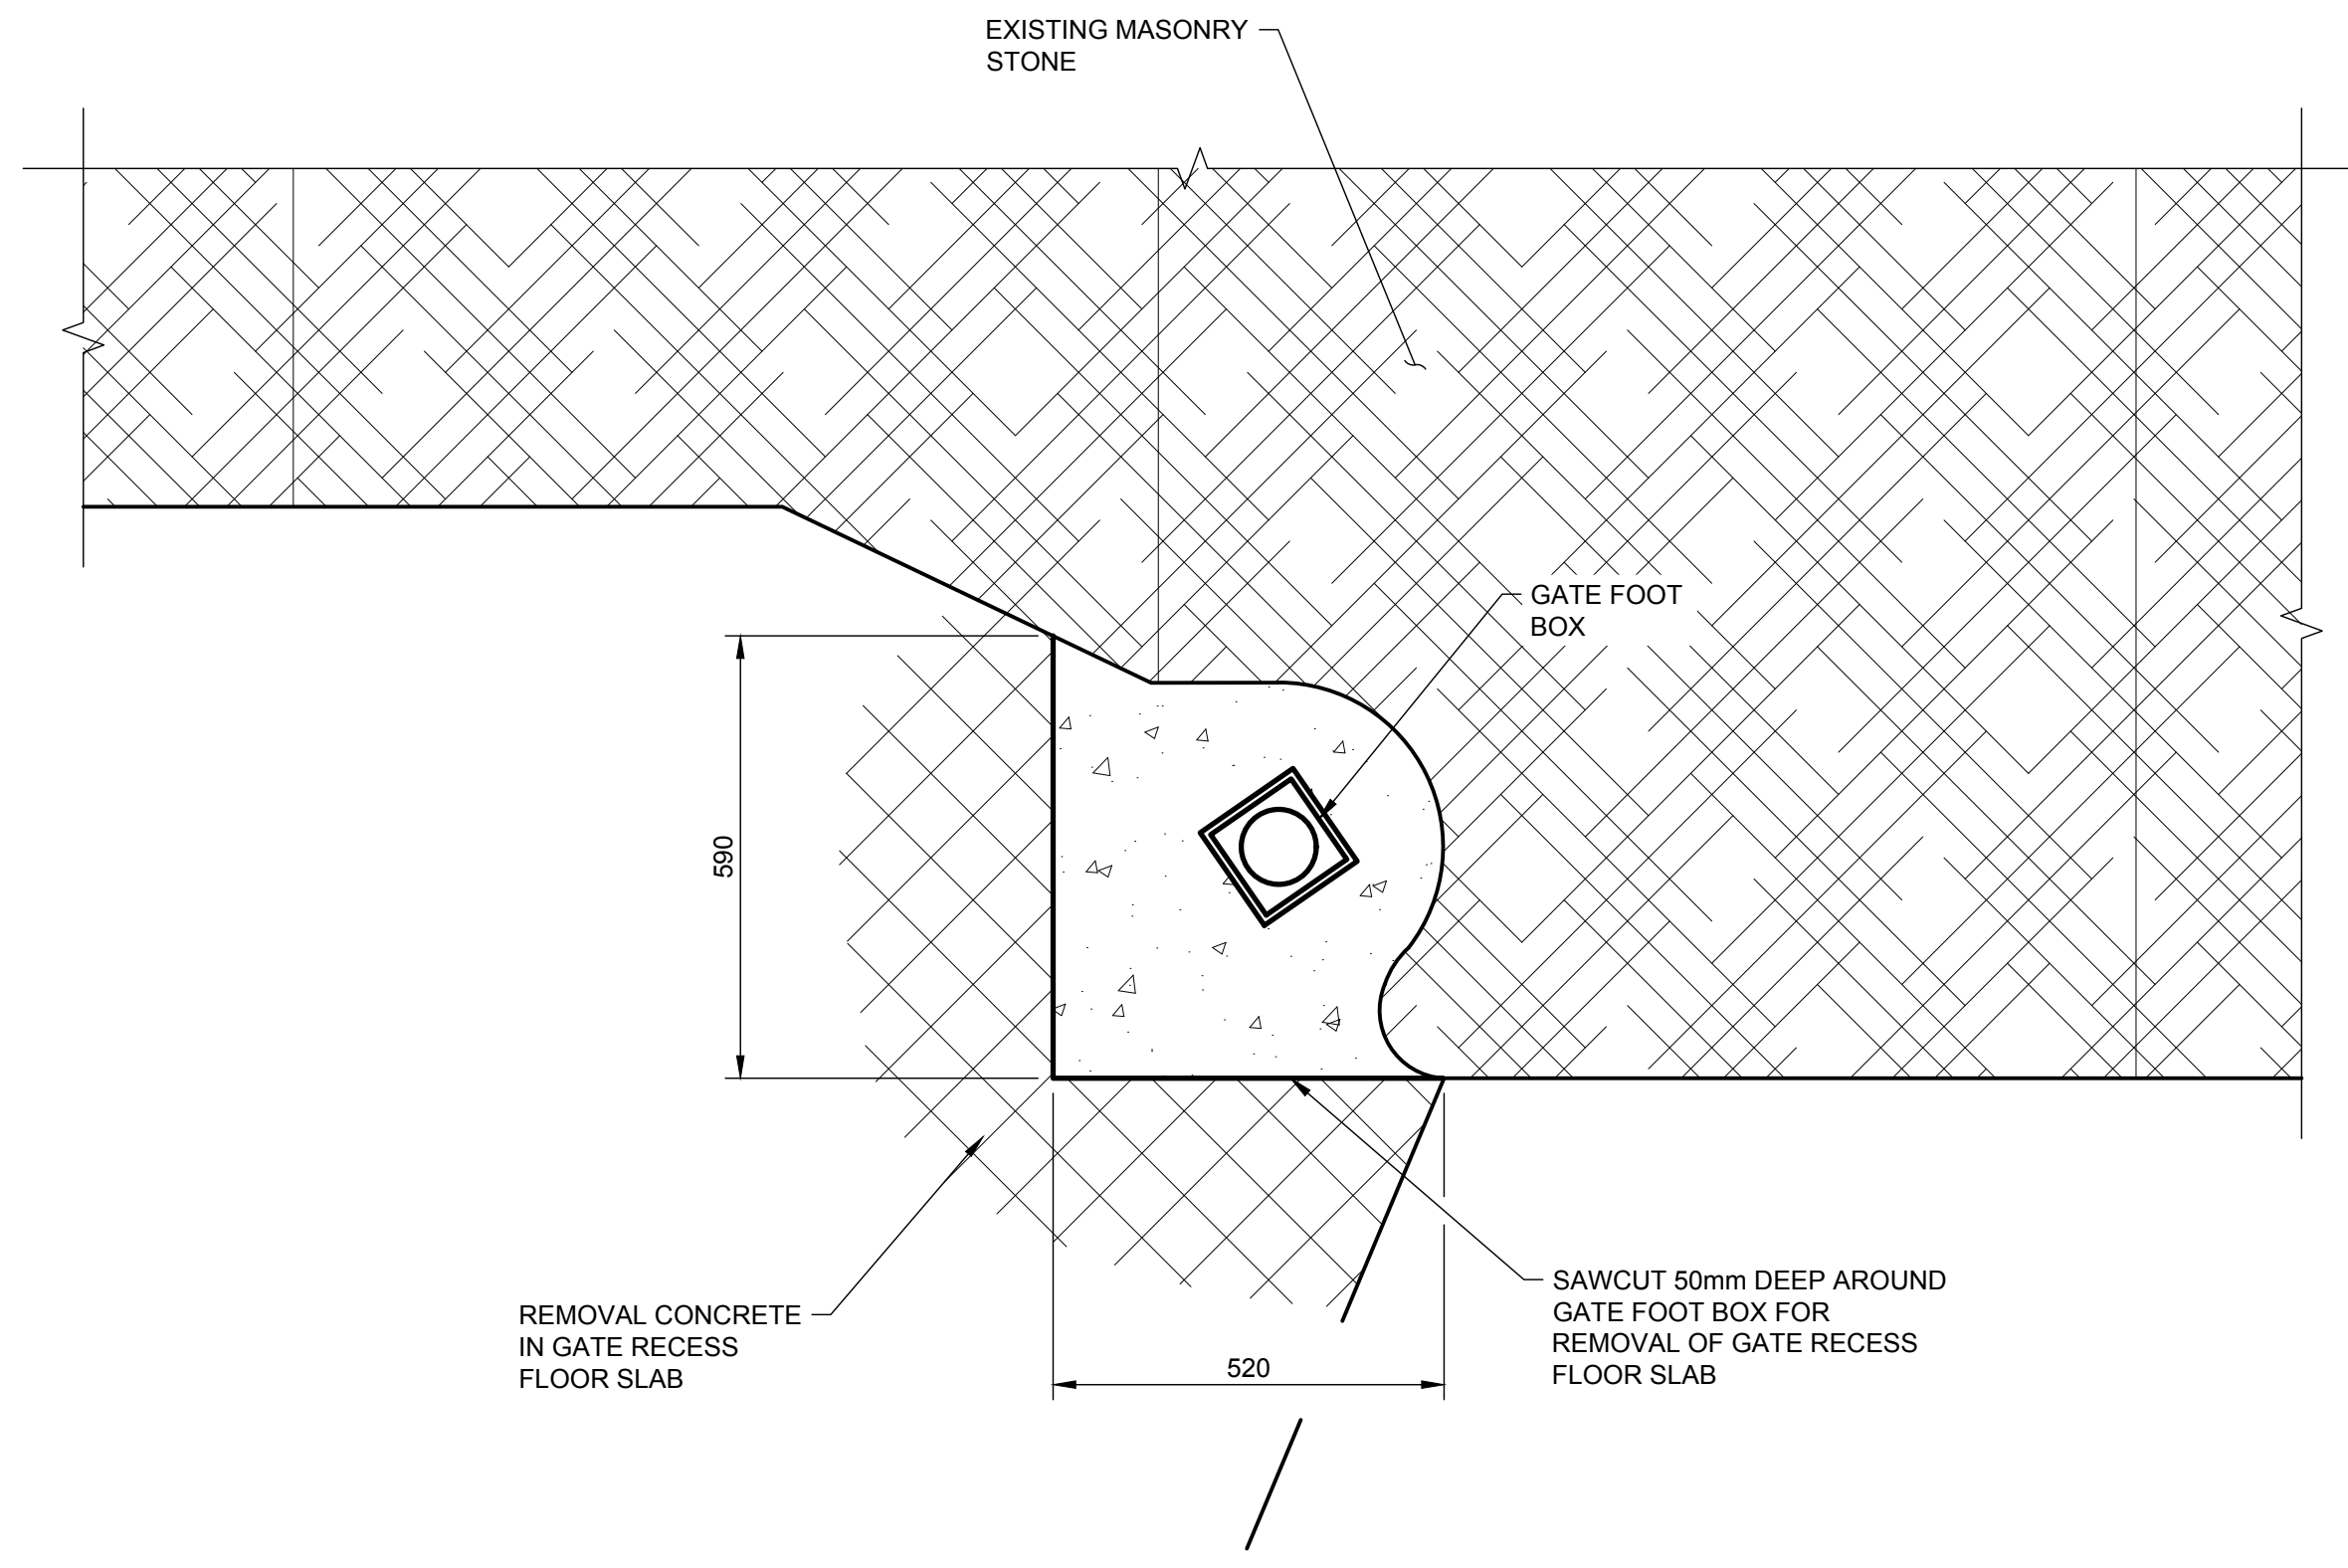 EXISTING MASONRY
STONE
GATE FOOT
BOX
590
SAWCUT 50mm DEEP AROUND
GATE FOOT BOX FOR
REMOVAL OF GATE RECESS
FLOOR SLAB
REMOVAL CONCRETE
IN GATE RECESS
FLOOR SLAB
520